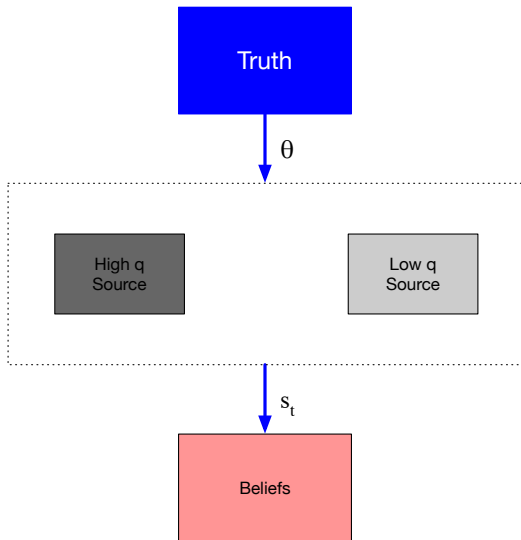 Truth
θ
High q
Source
Low q
Source
s_t
Beliefs